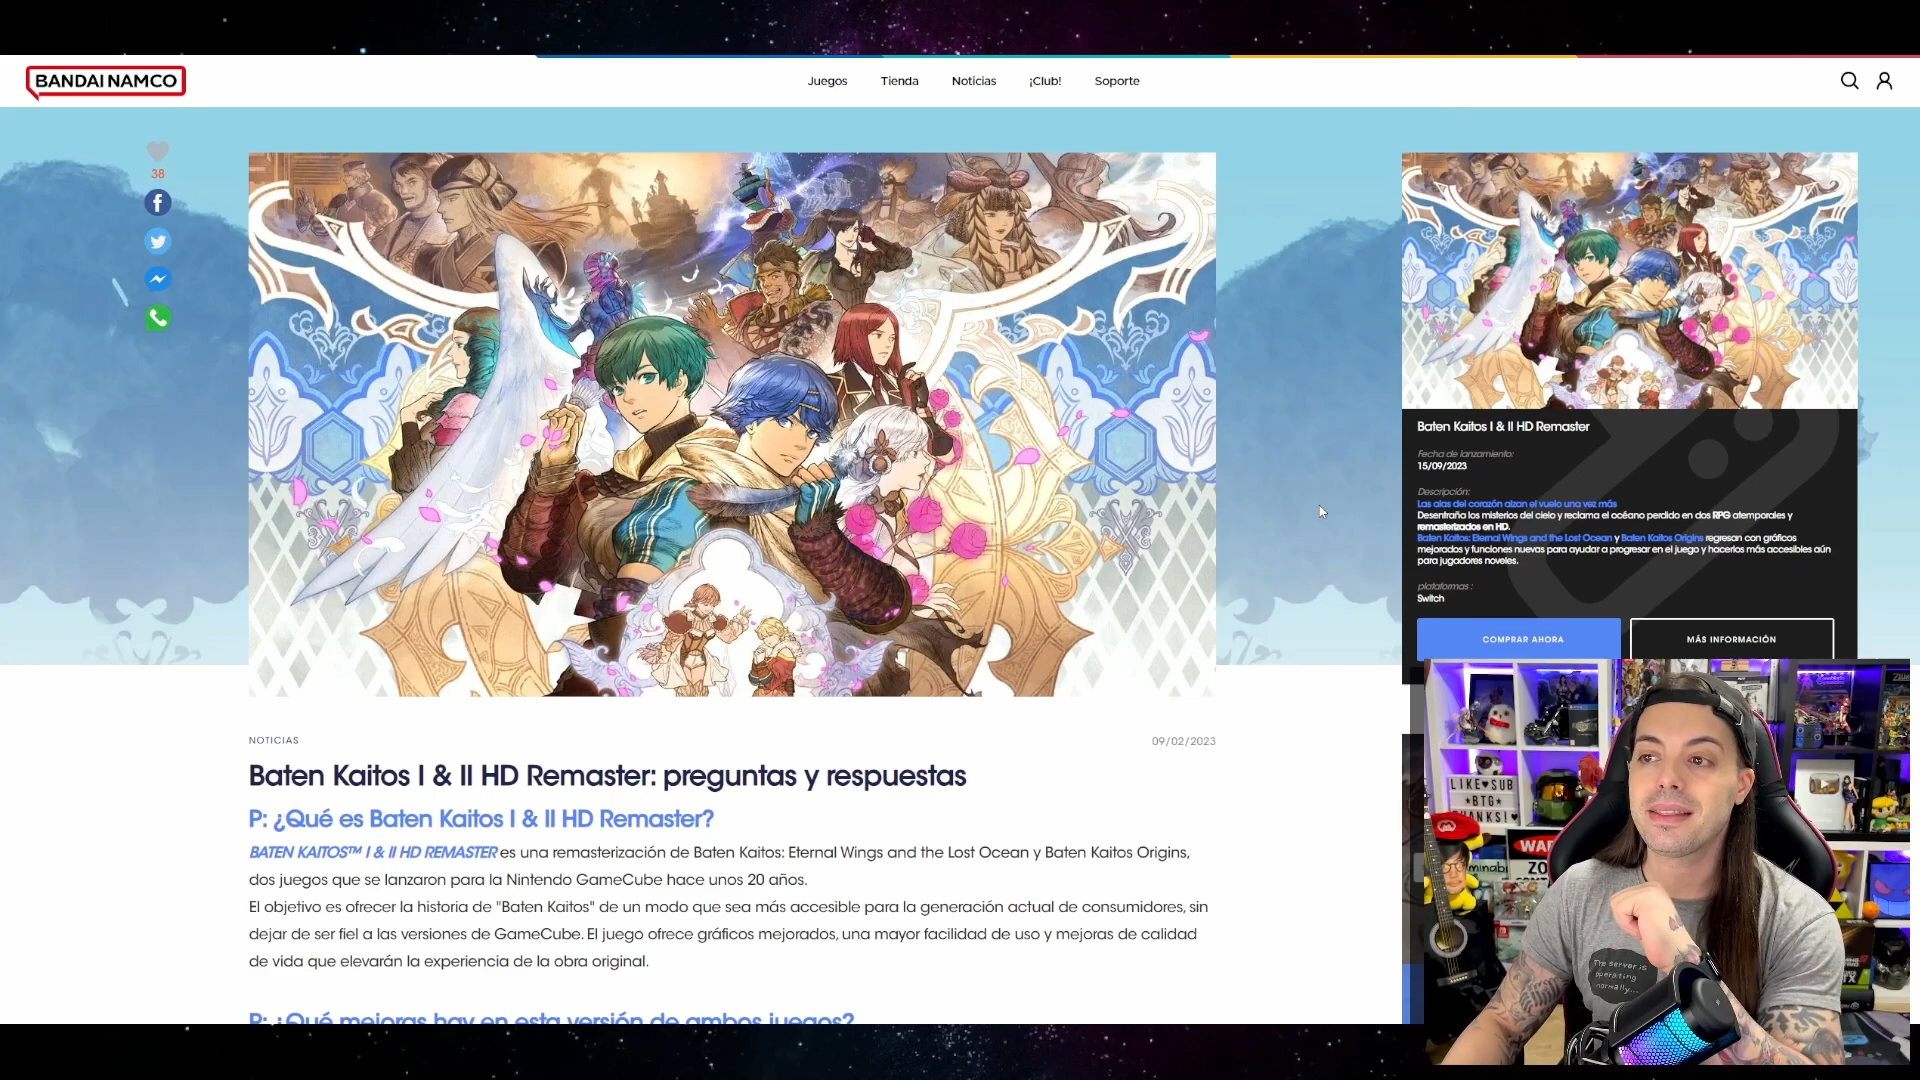 BANDAI NAMCO
Juegos
Tienda
Noticias
¡Club!
Soporte
38
Baten Kaitos I & II HD Remaster
Fecha de lanzamiento:
15/09/2023
Descripción:
Las alas del corazón alzan el vuelo una vez más
Desentraña los misterios del cielo y reclama el océano perdido en dos RPG atemporales y
remasterizados en HD.
Baten Kaitos: Eternal Wings and the Lost Ocean y Baten Kaitos Origins regresan con gráficos
mejorados y funciones nuevas para ayudar a progresar en el juego y hacerlos más accesibles aún
para jugadores noveles.
plataformas :
Switch
COMPRAR AHORA
MÁS INFORMACIÓN
NOTICIAS
09/02/2023
Baten Kaitos I & II HD Remaster: preguntas y respuestas
P: ¿Qué es Baten Kaitos I & II HD Remaster?
BATEN KAITOS™ I & II HD REMASTER es una remasterización de Baten Kaitos: Eternal Wings and the Lost Ocean y Baten Kaitos Origins,
dos juegos que se lanzaron para la Nintendo GameCube hace unos 20 años.
El objetivo es ofrecer la historia de "Baten Kaitos" de un modo que sea más accesible para la generación actual de consumidores, sin
dejar de ser fiel a las versiones de GameCube. El juego ofrece gráficos mejorados, una mayor facilidad de uso y mejoras de calidad
de vida que elevarán la experiencia de la obra original.
P: ¿Qué mejoras hay en esta versión de ambos juegos?
LIKE♥SUB
★BTG★
THANKS!♥
WAR
ZO
The server is
operating
normally...